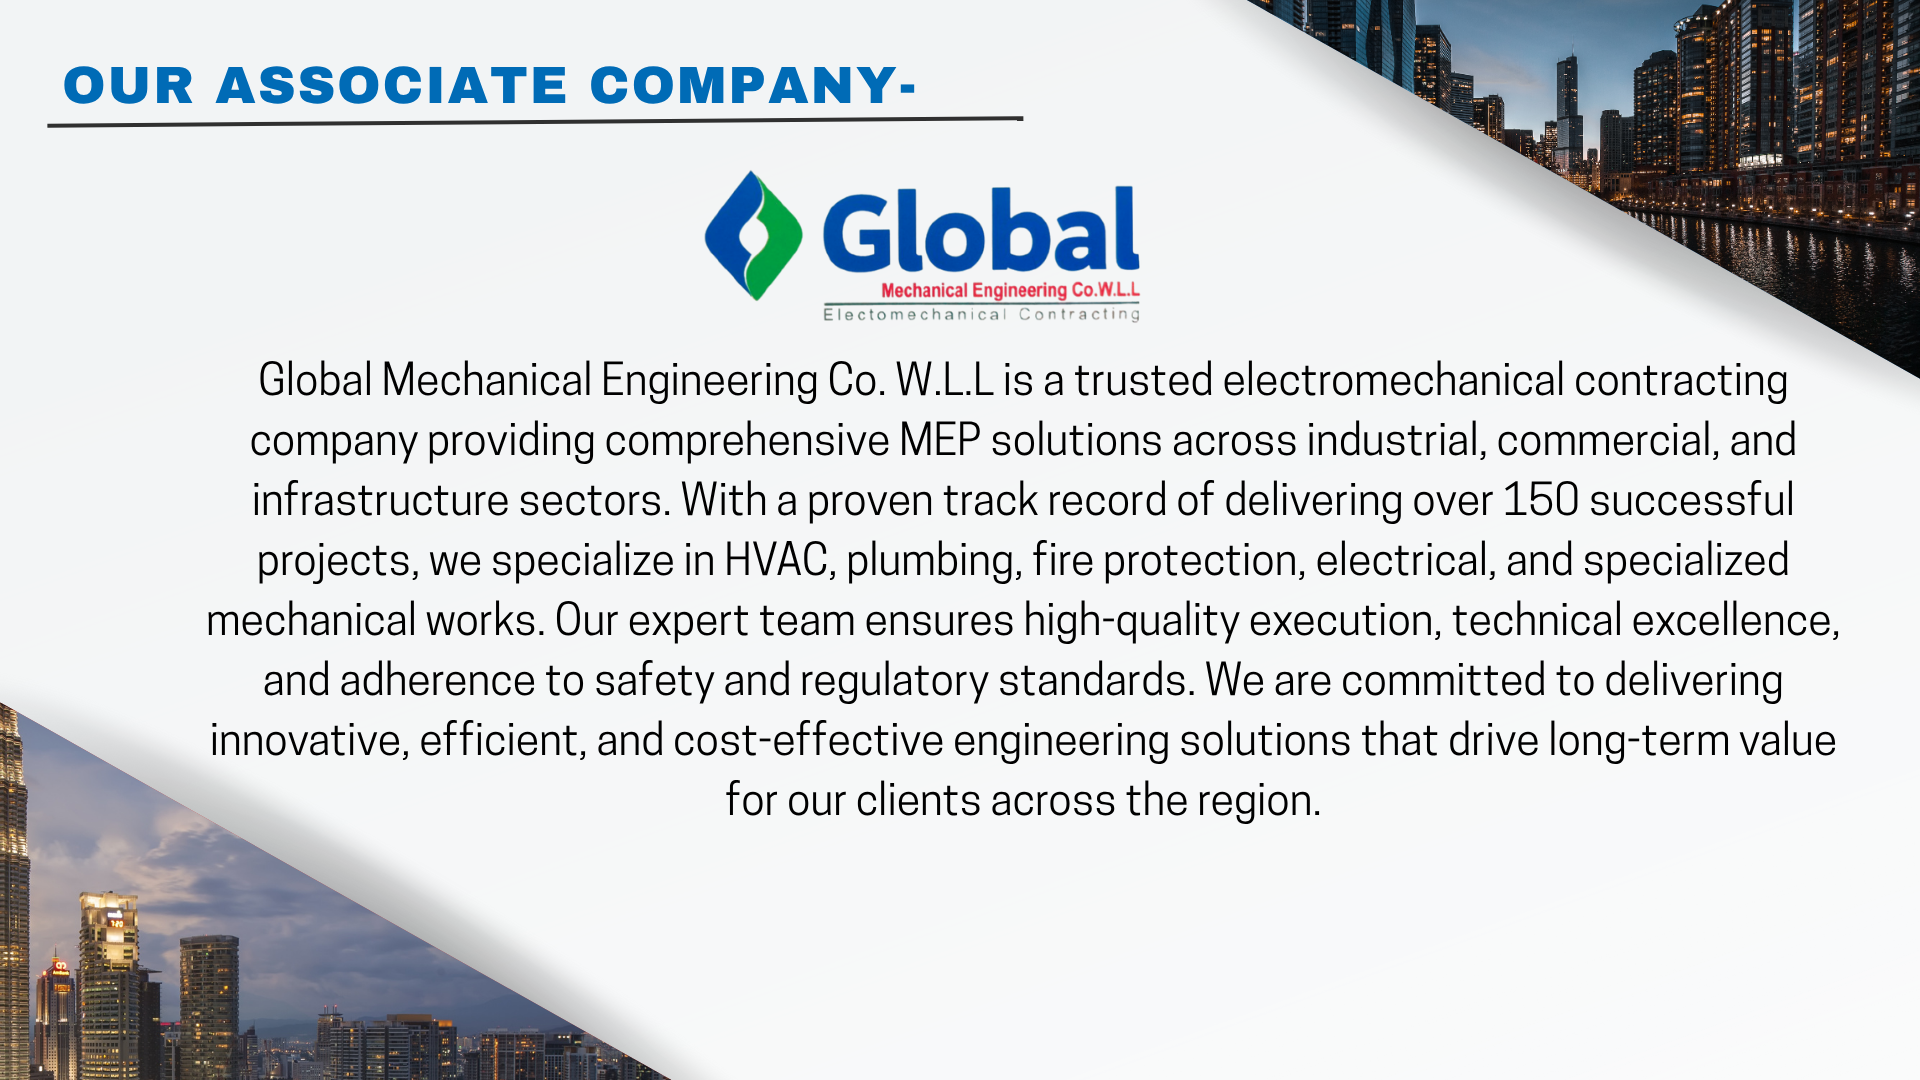 OUR ASSOCIATE COMPANY-
Global
Mechanical Engineering Co.W.L.L
Electomechanical Contracting
Global Mechanical Engineering Co. W.L.L is a trusted electromechanical contracting
company providing comprehensive MEP solutions across industrial, commercial, and
infrastructure sectors. With a proven track record of delivering over 150 successful
projects, we specialize in HVAC, plumbing, fire protection, electrical, and specialized
mechanical works. Our expert team ensures high-quality execution, technical excellence,
and adherence to safety and regulatory standards. We are committed to delivering
innovative, efficient, and cost-effective engineering solutions that drive long-term value
for our clients across the region.